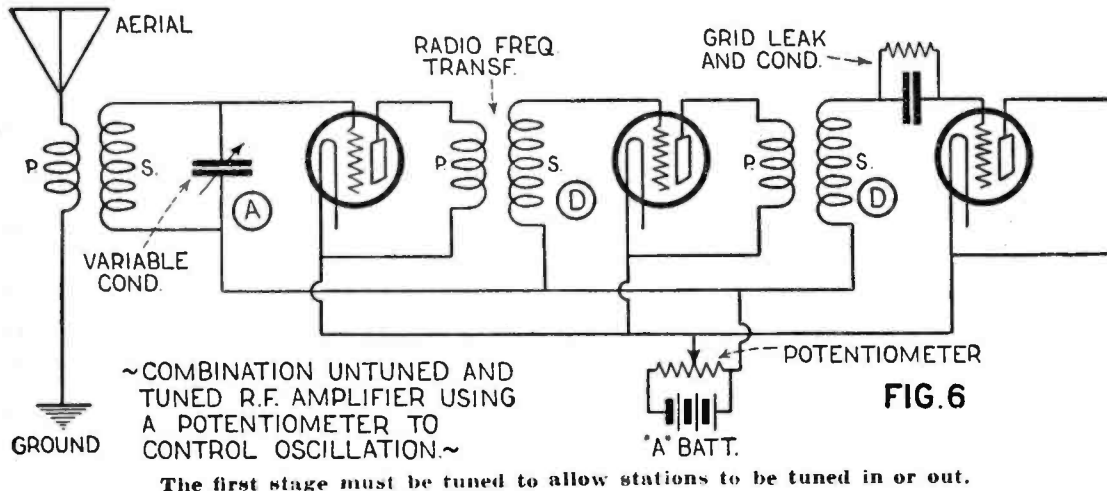 AERIAL
RADIO FREQ.
TRANSF.
GRID LEAK
AND COND.
P.
S.
A
VARIABLE
COND.
P.
S.
D
P.
S.
D
POTENTIOMETER
FIG.6
"A" BATT.
GROUND
~COMBINATION UNTUNED AND
TUNED R.F. AMPLIFIER USING
A POTENTIOMETER TO
CONTROL OSCILLATION.~
The first stage must be tuned to allow stations to be tuned in or out.